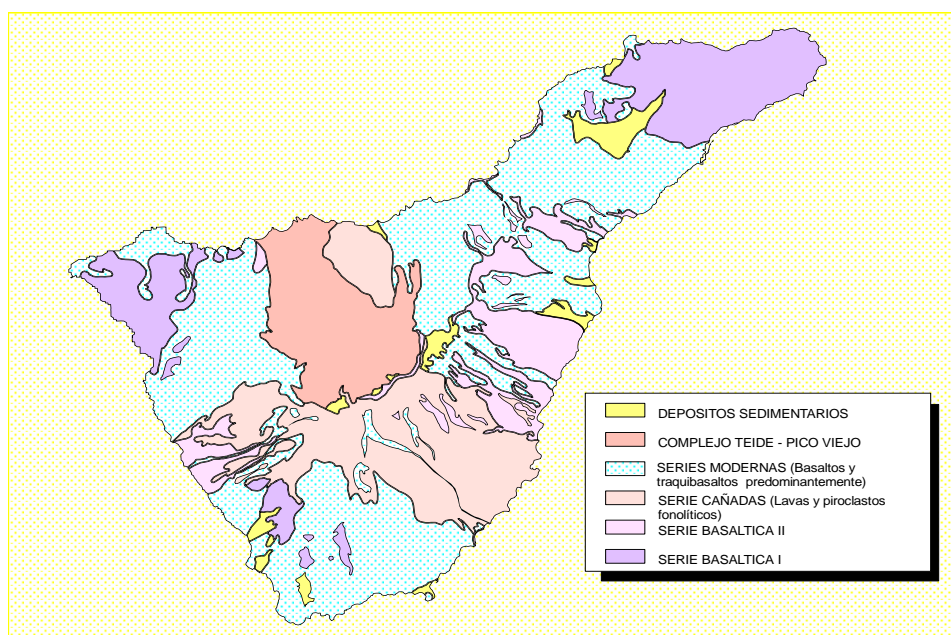 DEPOSITOS SEDIMENTARIOS
COMPLEJO TEIDE - PICO VIEJO
SERIES MODERNAS (Basaltos y
traquibasaltos predominantemente)
SERIE CAÑADAS (Lavas y piroclastos
fonolíticos)
SERIE BASALTICA II
SERIE BASALTICA I